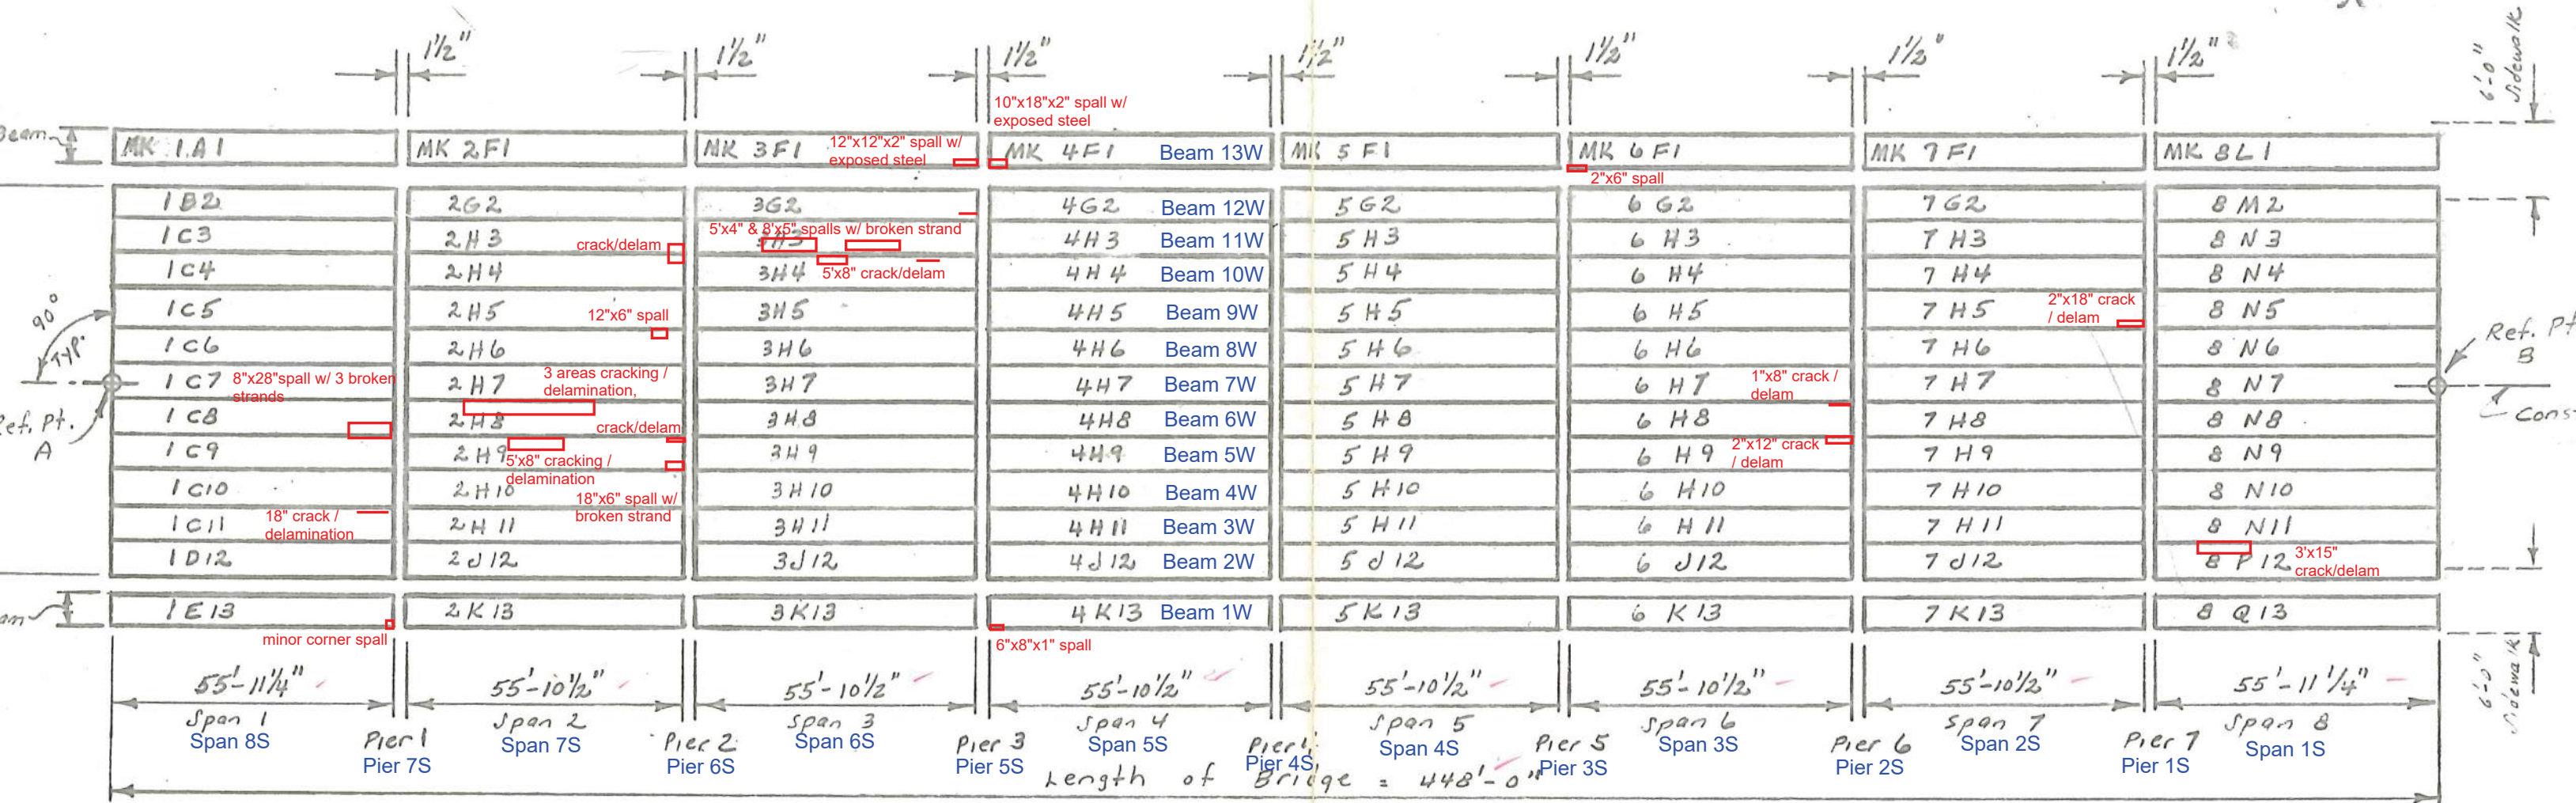 1½" 1½" 1½" 1½" 1½" 1½" 1½"
6'-0" Sidewalk
10"x18"x2" spall w/
exposed steel
Beam
MK 1A1 MK 2F1 MK 3F1 12"x12"x2" spall w/ MK 4F1 Beam 13W MK 5F1 MK 6F1 MK 7F1 MK 8L1
exposed steel
2"x6" spall
1B2 2G2 3G2 4G2 Beam 12W 5G2 6G2 7G2 8M2
5'x4" & 8'x5" spalls w/ broken strand
1C3 2H3 crack/delam 3H3 4H3 Beam 11W 5H3 6H3 7H3 8N3
1C4 2H4 3H4 5'x8" crack/delam 4H4 Beam 10W 5H4 6H4 7H4 8N4
90° TYP.
1C5 2H5 12"x6" spall 3H5 4H5 Beam 9W 5H5 6H5 7H5 2"x18" crack 8N5
/ delam
Ref. Pt.
B
1C6 2H6 3H6 4H6 Beam 8W 5H6 6H6 7H6 8N6
1C7 8"x28"spall w/ 3 broken 2H7 3 areas cracking / 3H7 4H7 Beam 7W 5H7 6H7 1"x8" crack / 7H7 8N7
strands delamination, delam
Ref. Pt.
A
Cons
1C8 2H8 crack/delam 3H8 4H8 Beam 6W 5H8 6H8 7H8 8N8
1C9 2H9 5'x8" cracking / 3H9 4H9 Beam 5W 5H9 6H9 2"x12" crack 7H9 8N9
delamination / delam
1C10 2H10 18"x6" spall w/ 3H10 4H10 Beam 4W 5H10 6H10 7H10 8N10
broken strand
1C11 18" crack / 2H11 3H11 4H11 Beam 3W 5H11 6H11 7H11 8N11
delamination
1D12 2J12 3J12 4J12 Beam 2W 5J12 6J12 7J12 8P12 3'x15"
crack/delam
1E13 2K13 3K13 4K13 Beam 1W 5K13 6K13 7K13 8Q13
minor corner spall 6"x8"x1" spall
6'-0" Sidewalk
55'-11¼" 55'-10½" 55'-10½" 55'-10½" 55'-10½" 55'-10½" 55'-10½" 55'-11¼"
Span 1 Span 2 Span 3 Span 4 Span 5 Span 6 Span 7 Span 8
Span 8S Span 7S Span 6S Span 5S Span 4S Span 3S Span 2S Span 1S
Pier 1 Pier 2 Pier 3 Pier 4 Pier 5 Pier 6 Pier 7
Pier 7S Pier 6S Pier 5S Pier 4S Pier 3S Pier 2S Pier 1S
Length of Bridge = 448'-0"